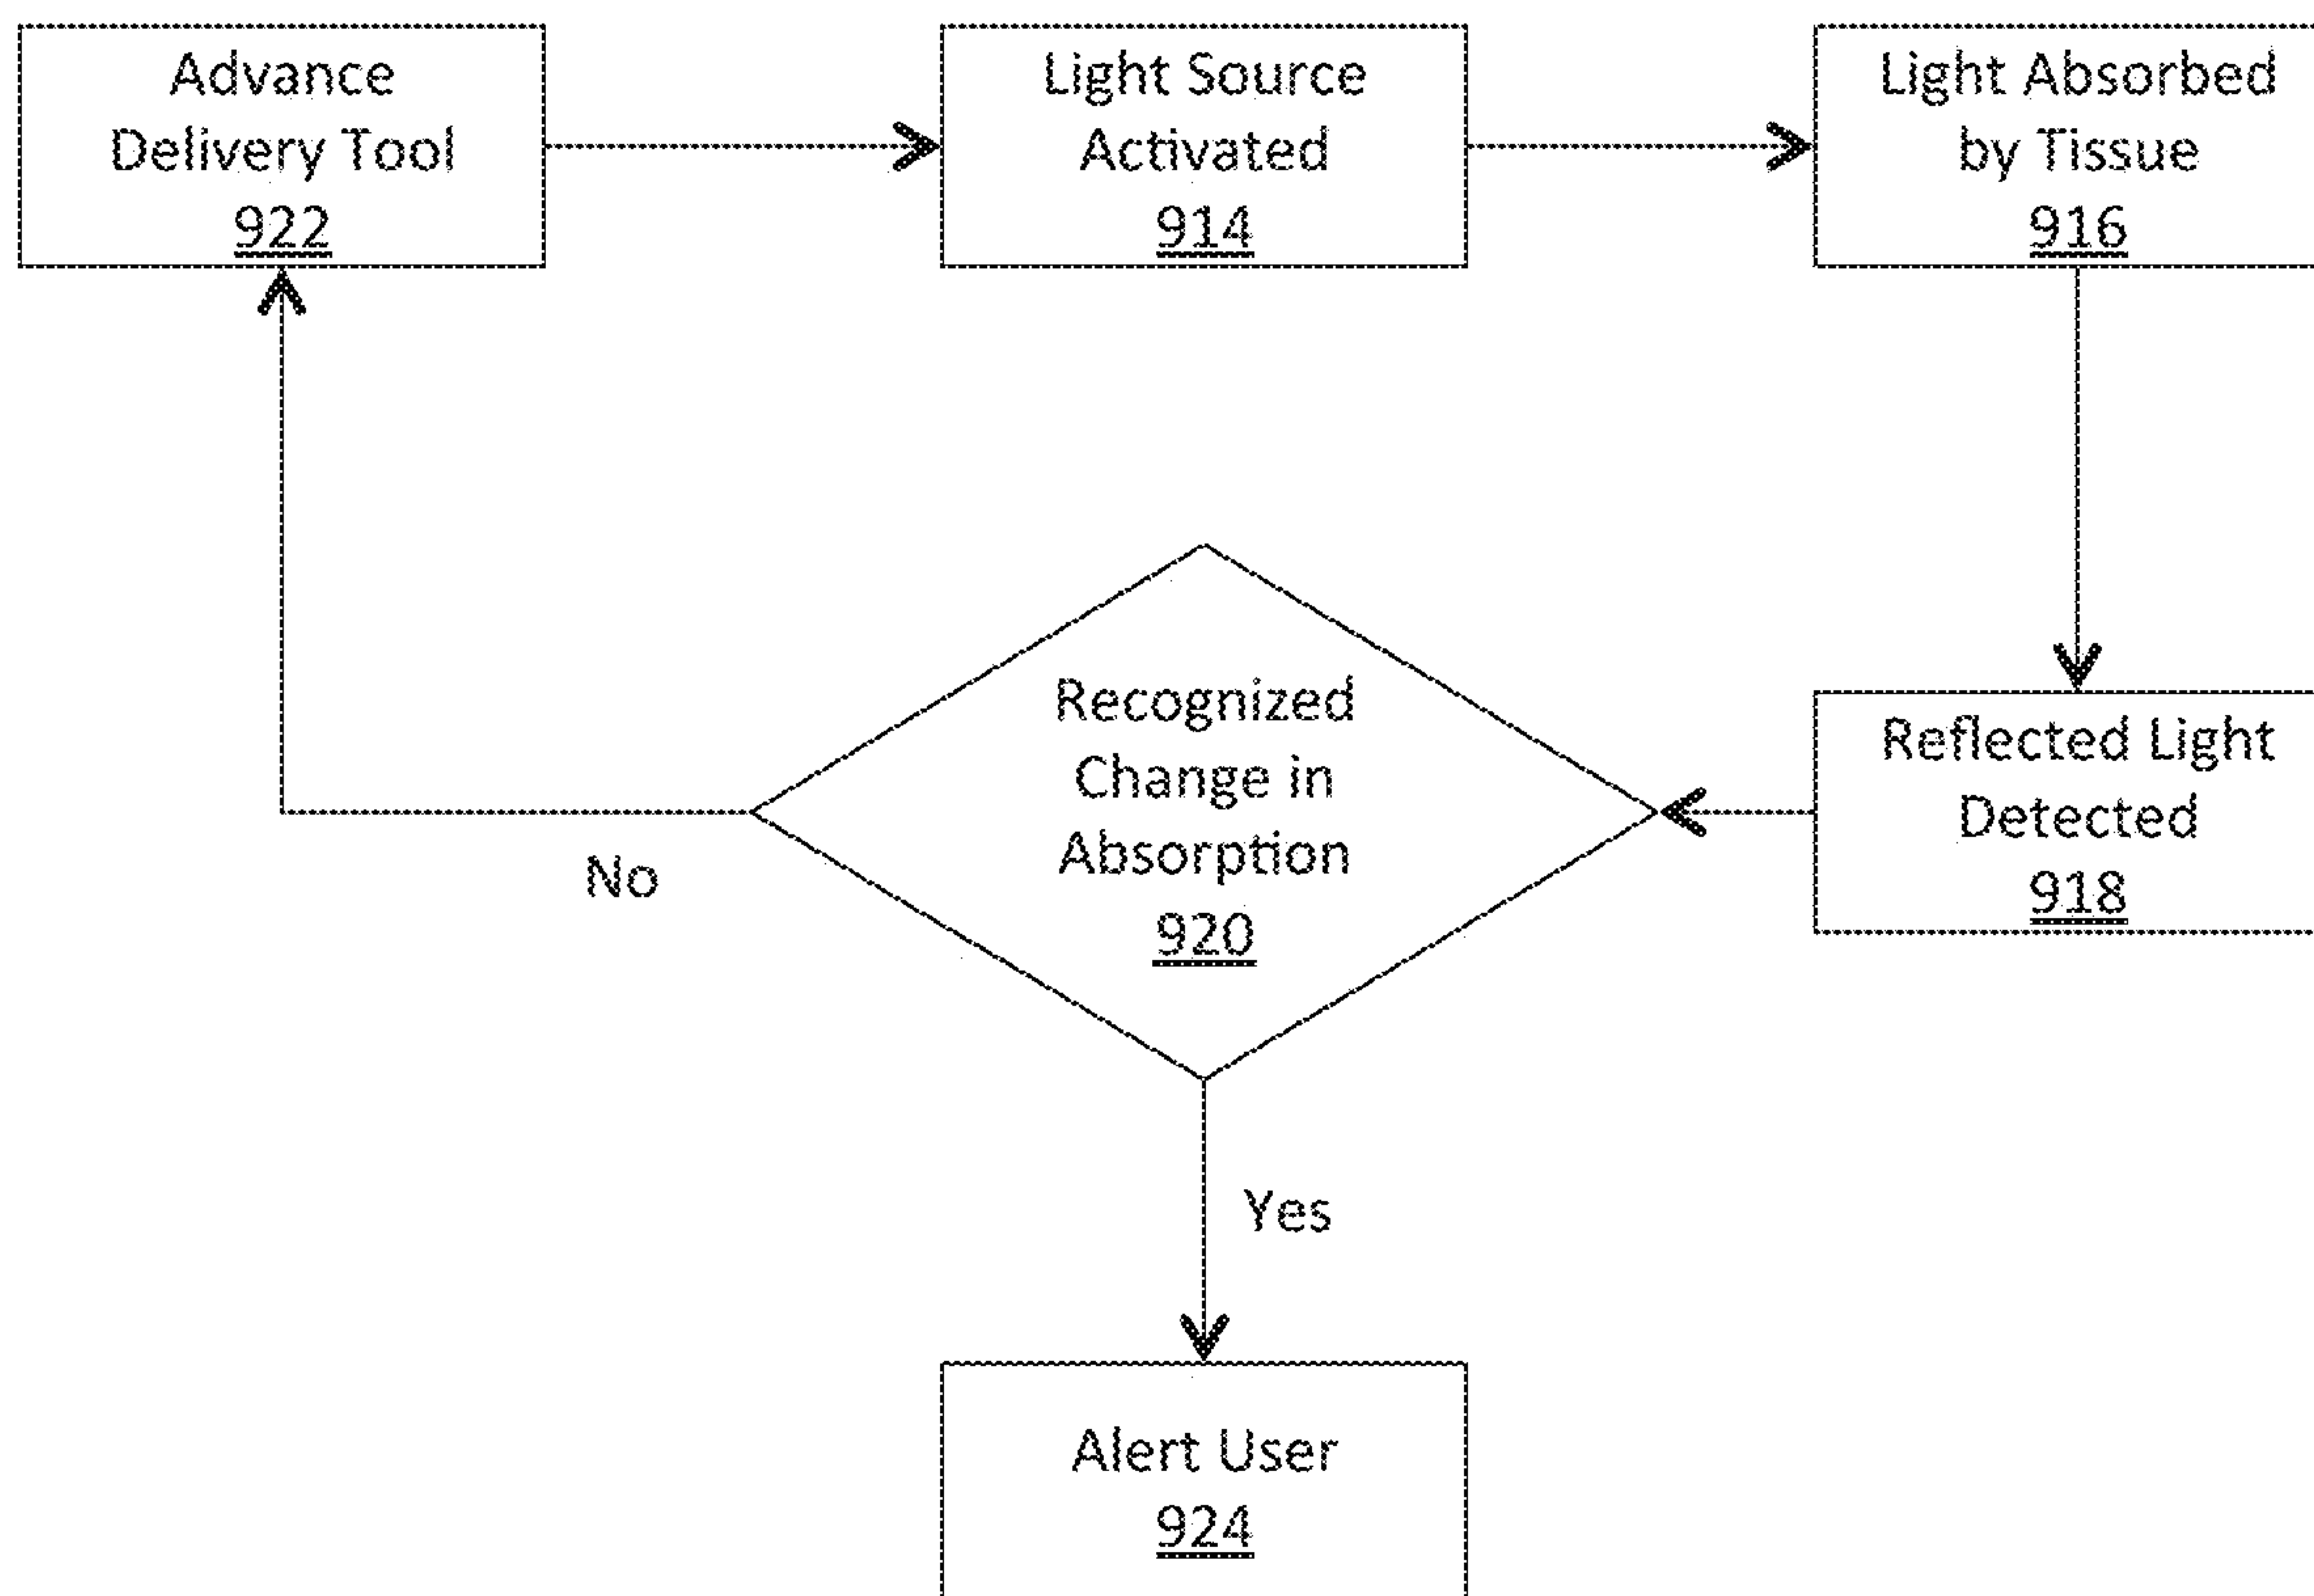 Advance
Delivery Tool
922
Light Source
Activated
914
Light Absorbed
by Tissue
916
Recognized
Change in
Absorption
920
Reflected Light
Detected
918
No
Yes
Alert User
924